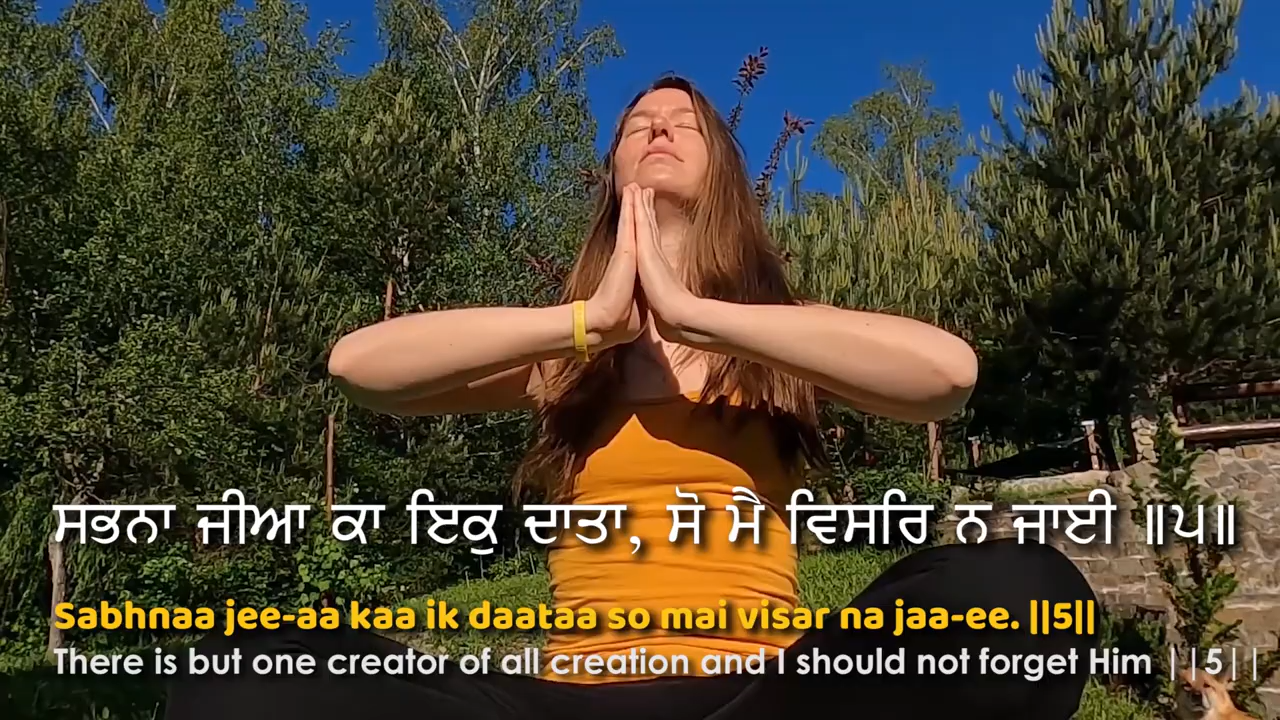 ਸਭਨਾ ਜੀਆ ਕਾ ਇਕੁ ਦਾਤਾ, ਸੋ ਮੈ ਵਿਸਰਿ ਨ ਜਾਈ ॥੫॥
Sabhnaa jee-aa kaa ik daataa so mai visar na jaa-ee. ||5||
There is but one creator of all creation and I should not forget Him ||5||